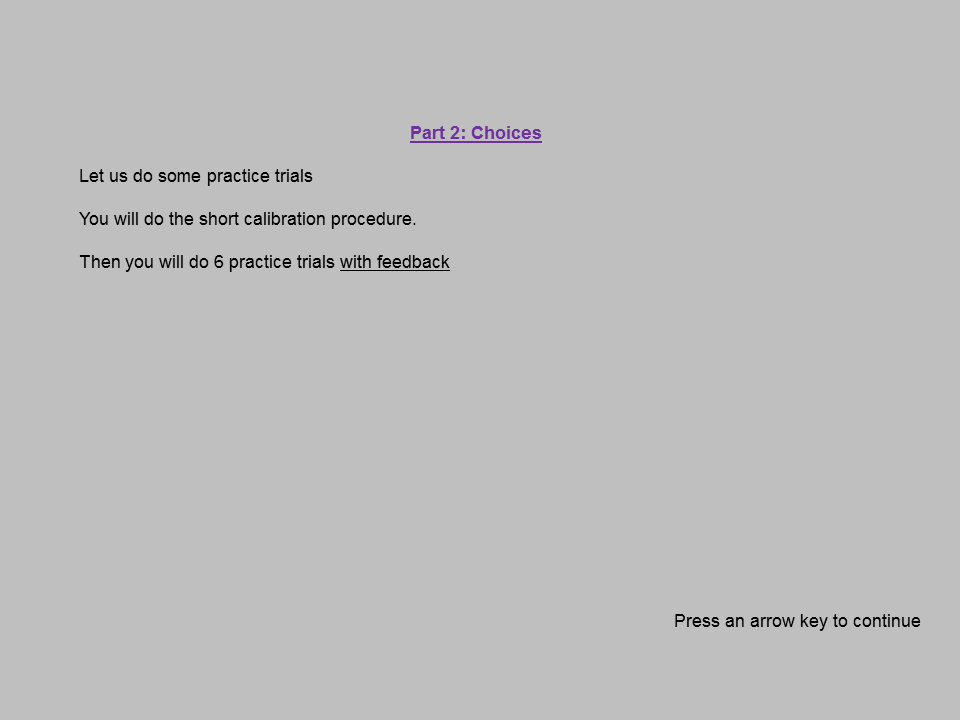 Part 2: Choices
Let us do some practice trials
You will do the short calibration procedure.
Then you will do 6 practice trials with feedback
Press an arrow key to continue